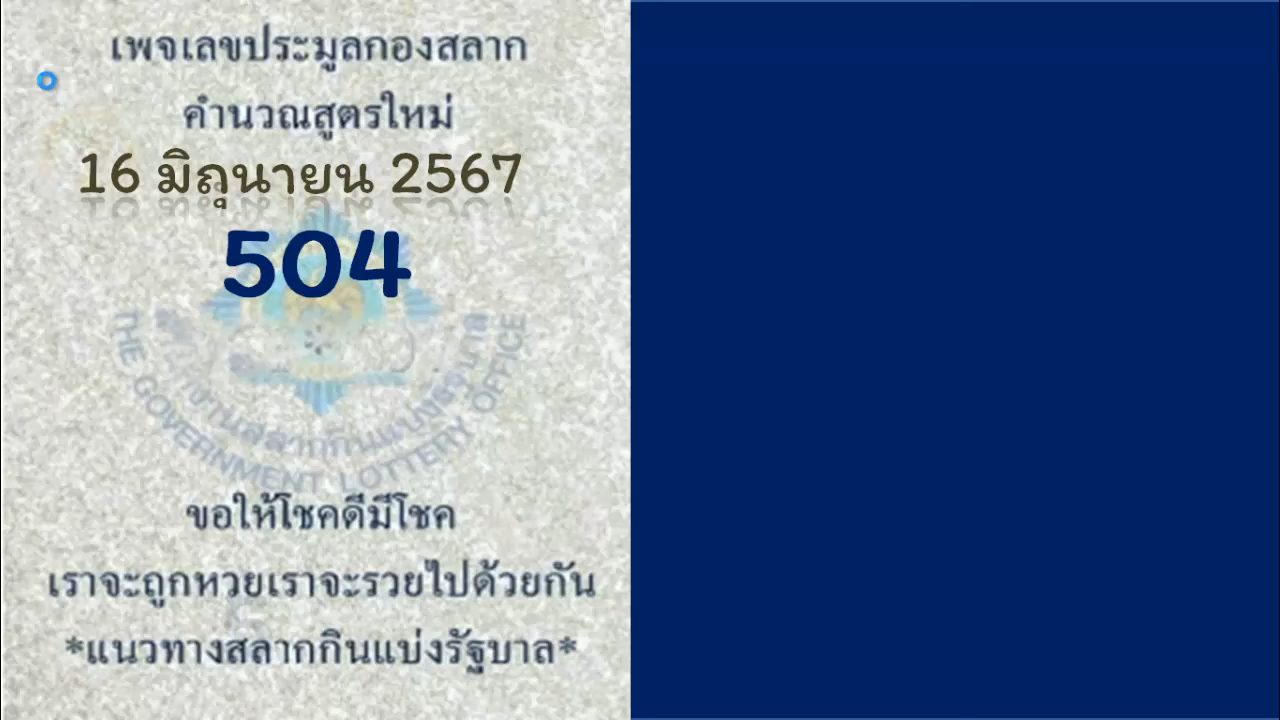 เพจเลขประมูลกองสลาก
คำนวณสูตรใหม่
16 มิถุนายน 2567
504
THE GOVERNMENT LOTTERY OFFICE
ขอให้โชคดีมีโชค
เราจะถูกหวยเราจะรวยไปด้วยกัน
*แนวทางสลากกินแบ่งรัฐบาล*